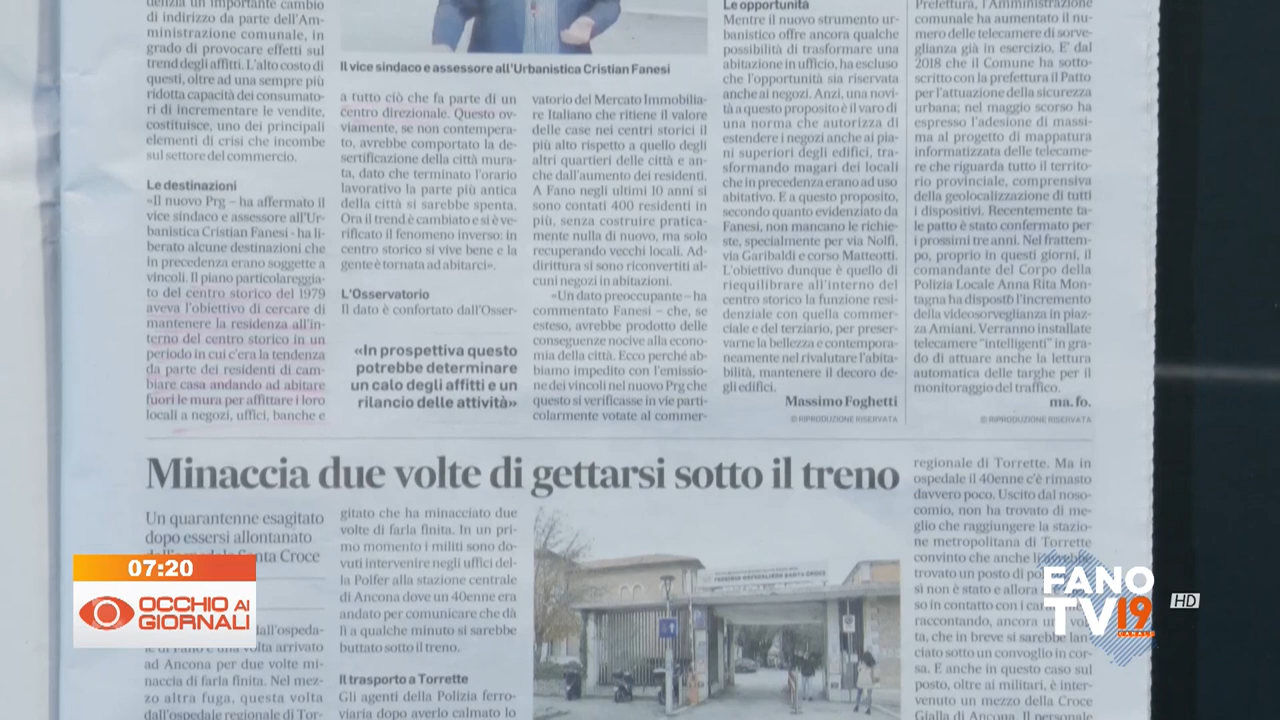 denzia un importante cambio
di indirizzo da parte dell'Am-
ministrazione comunale, in
grado di provocare effetti sul
trend degli affitti. L'alto costo di
questi, oltre ad una sempre più
ridotta capacità dei consumato-
ri di incrementare le vendite,
costituisce, uno dei principali
elementi di crisi che incombe
sul settore del commercio.
Le destinazioni
«Il nuovo Prg – ha affermato il
vice sindaco e assessore all'Ur-
banistica Cristian Fanesi - ha li-
berato alcune destinazioni che
in precedenza erano soggette a
vincoli. Il piano particolareggia-
to del centro storico del 1979
aveva l'obiettivo di cercare di
mantenere la residenza all'in-
terno del centro storico in un
periodo in cui c'era la tendenza
da parte dei residenti di cam-
biare casa andando ad abitare
fuori le mura per affittare i loro
locali a negozi, uffici, banche e
Il vice sindaco e assessore all'Urbanistica Cristian Fanesi
a tutto ciò che fa parte di un
centro direzionale. Questo ov-
viamente, se non contempera-
to, avrebbe comportato la de-
sertificazione della città mura-
ta, dato che terminato l'orario
lavorativo la parte più antica
della città si sarebbe spenta.
Ora il trend è cambiato e si è ve-
rificato il fenomeno inverso: in
centro storico si vive bene e la
gente è tornata ad abitarci».
L'Osservatorio
Il dato è confortato dall'Osser-
«In prospettiva questo
potrebbe determinare
un calo degli affitti e un
rilancio delle attività»
vatorio del Mercato Immobilia-
re Italiano che ritiene il valore
delle case nei centri storici il
più alto rispetto a quello degli
altri quartieri delle città e an-
che dall'aumento dei residenti.
A Fano negli ultimi 10 anni si
sono contati 400 residenti in
più, senza costruire pratica-
mente nulla di nuovo, ma solo
recuperando vecchi locali. Ad-
dirittura si sono riconvertiti al-
cuni negozi in abitazioni.
«Un dato preoccupante – ha
commentato Fanesi – che, se
esteso, avrebbe prodotto delle
conseguenze nocive alla econo-
mia della città. Ecco perché ab-
biamo impedito con l'emissio-
ne dei vincoli nel nuovo Prg che
questo si verificasse in vie parti-
colarmente votate al commer-
Le opportunità
Mentre il nuovo strumento ur-
banistico offre ancora qualche
possibilità di trasformare una
abitazione in ufficio, ha escluso
che l'opportunità sia riservata
anche ai negozi. Anzi, una novi-
tà a questo proposito è il varo di
una norma che autorizza di
estendere i negozi anche ai pia-
ni superiori degli edifici, tra-
sformando magari dei locali
che in precedenza erano ad uso
abitativo. E a questo proposito,
secondo quanto evidenziato da
Fanesi, non mancano le richie-
ste, specialmente per via Nolfi,
via Garibaldi e corso Matteotti.
L'obiettivo dunque è quello di
riequilibrare all'interno del
centro storico la funzione resi-
denziale con quella commer-
ciale e del terziario, per preser-
varne la bellezza e contempora-
neamente nel rivalutare l'abita-
bilità, mantenere il decoro de-
gli edifici.
Massimo Foghetti
© RIPRODUZIONE RISERVATA
Prefettura, l'Amministrazione
comunale ha aumentato il nu-
mero delle telecamere di sorve-
glianza già in esercizio. E' dal
2018 che il Comune ha sotto-
scritto con la prefettura il Patto
per l'attuazione della sicurezza
urbana; nel maggio scorso ha
espresso l'adesione di massi-
ma al progetto di mappatura
informatizzata delle telecame-
re che riguarda tutto il territo-
rio provinciale, comprensiva
della geolocalizzazione di tutti
i dispositivi. Recentemente ta-
le patto è stato confermato per
i prossimi tre anni. Nel frattem-
po, proprio in questi giorni, il
comandante del Corpo della
Polizia Locale Anna Rita Mon-
tagna ha disposto l'incremento
della videosorveglianza in piaz-
za Amiani. Verranno installate
telecamere "intelligenti" in gra-
do di attuare anche la lettura
automatica delle targhe per il
monitoraggio del traffico.
ma.fo.
© RIPRODUZIONE RISERVATA
Minaccia due volte di gettarsi sotto il treno
Un quarantenne esagitato
dopo essersi allontanato
Santa Croce
dall'ospeda-
volta arrivato
ad Ancona per due volte mi-
naccia di farla finita. Nel mez-
zo altra fuga, questa volta
dall'ospedale regionale di Tor-
gitato che ha minacciato due
volte di farla finita. In un pri-
mo momento i militi sono do-
vuti intervenire negli uffici del-
la Polfer alla stazione centrale
di Ancona dove un 40enne era
andato per comunicare che dà
lì a qualche minuto si sarebbe
buttato sotto il treno.
Il trasporto a Torrette
Gli agenti della Polizia ferro-
viaria dopo averlo calmato lo
regionale di Torrette. Ma in
ospedale il 40enne c'è rimasto
davvero poco. Uscito dal noso-
comio, non ha trovato di me-
glio che raggiungere la stazio-
ne metropolitana di Torrette
convinto che anche lì
trovato un posto di
sì non è stato e allora
so in contatto con i
raccontando, ancora
ta, che in breve si sarebbe lan-
ciato sotto un convoglio in cor-
sa. E anche in questo caso sul
posto, oltre ai militari, è inter-
venuto un mezzo della Croce
Gialla di Ancona. Il personale
07:20
OCCHIO AI
GIORNALI
FANO
TV 19
CANALE
HD